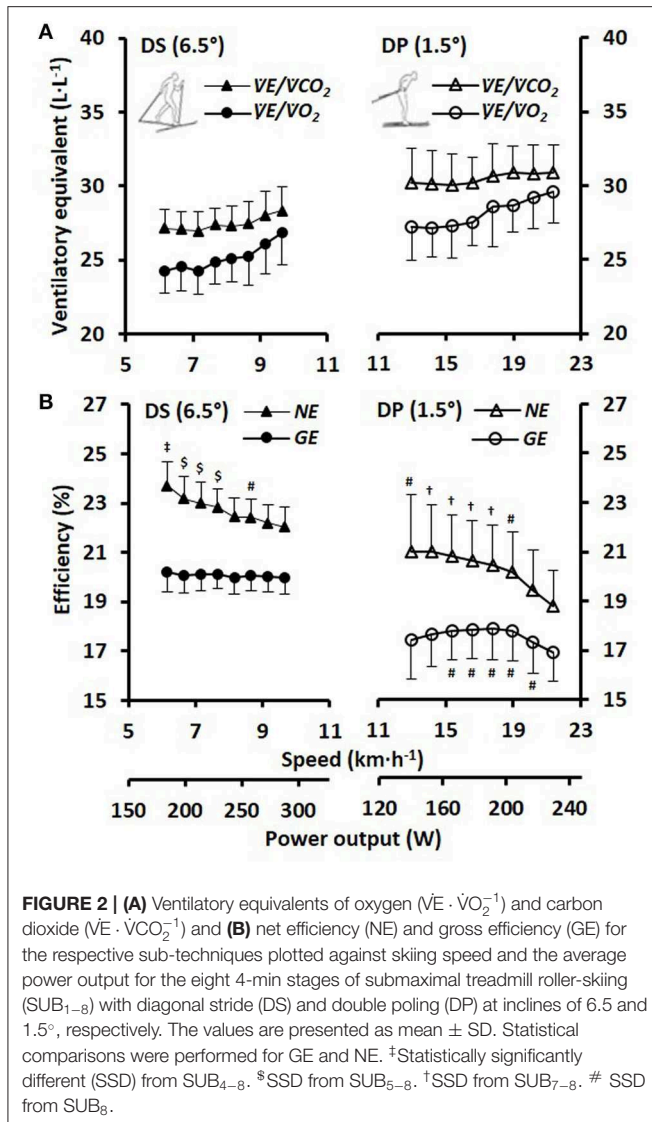 A
DS (6.5°)
DP (1.5°)
V̇E/V̇CO₂
V̇E/V̇O₂
V̇E/V̇CO₂
V̇E/V̇O₂
Ventilatory equivalent (L·L⁻¹)
40
35
30
25
20
40
35
30
25
20
5 7 9 11
11 15 19 23
B
DS (6.5°)
DP (1.5°)
NE
GE
NE
GE
Efficiency (%)
27
25
23
21
19
17
15
27
25
23
21
19
17
15
‡ $ $ $ #
# † † † † #
# # # # #
5 7 9 11
11 15 19 23
Speed (km·h⁻¹)
150 200 250 300
120 160 200 240
Power output (W)
FIGURE 2 | (A) Ventilatory equivalents of oxygen (V̇E · V̇O₂⁻¹) and carbon
dioxide (V̇E · V̇CO₂⁻¹) and (B) net efficiency (NE) and gross efficiency (GE) for
the respective sub-techniques plotted against skiing speed and the average
power output for the eight 4-min stages of submaximal treadmill roller-skiing
(SUB₁₋₈) with diagonal stride (DS) and double poling (DP) at inclines of 6.5 and
1.5°, respectively. The values are presented as mean ± SD. Statistical
comparisons were performed for GE and NE. ‡Statistically significantly
different (SSD) from SUB₄₋₈. $SSD from SUB₅₋₈. †SSD from SUB₇₋₈. # SSD
from SUB₈.